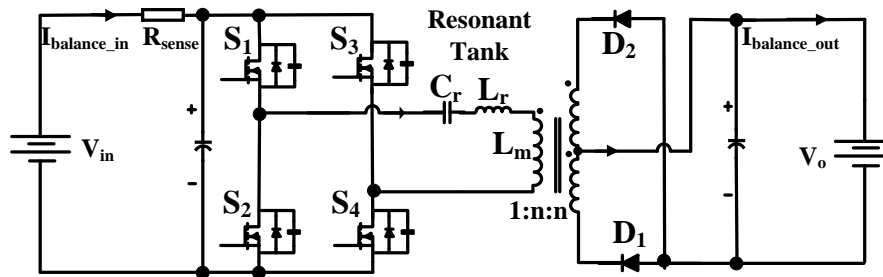 Resonant
Tank
I_balance_in
R_sense
S_1
S_3
D_2
I_balance_out
C_r
L_r
+
+
V_in
L_m
V_o
-
-
S_2
S_4
1:n:n
D_1